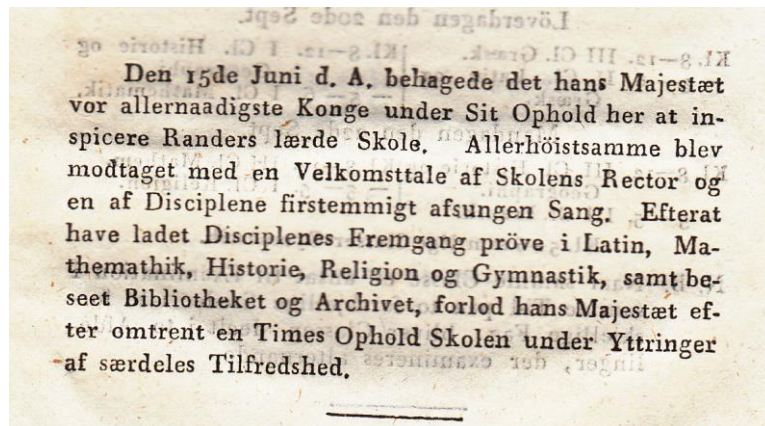 Den 15de Juni d. A. behagede det hans Majestæt
vor allernaadigste Konge under Sit Ophold her at in-
spicere Randers lærde Skole. Allerhöistsamme blev
modtaget med en Velkomsttale af Skolens Rector og
en af Disciplene firstemmigt afsungen Sang. Efterat
have ladet Disciplenes Fremgang pröve i Latin, Ma-
themathik, Historie, Religion og Gymnastik, samt be-
seet Bibliotheket og Archivet, forlod hans Majestæt ef-
ter omtrent en Times Ophold Skolen under Yttringer
af særdeles Tilfredshed.